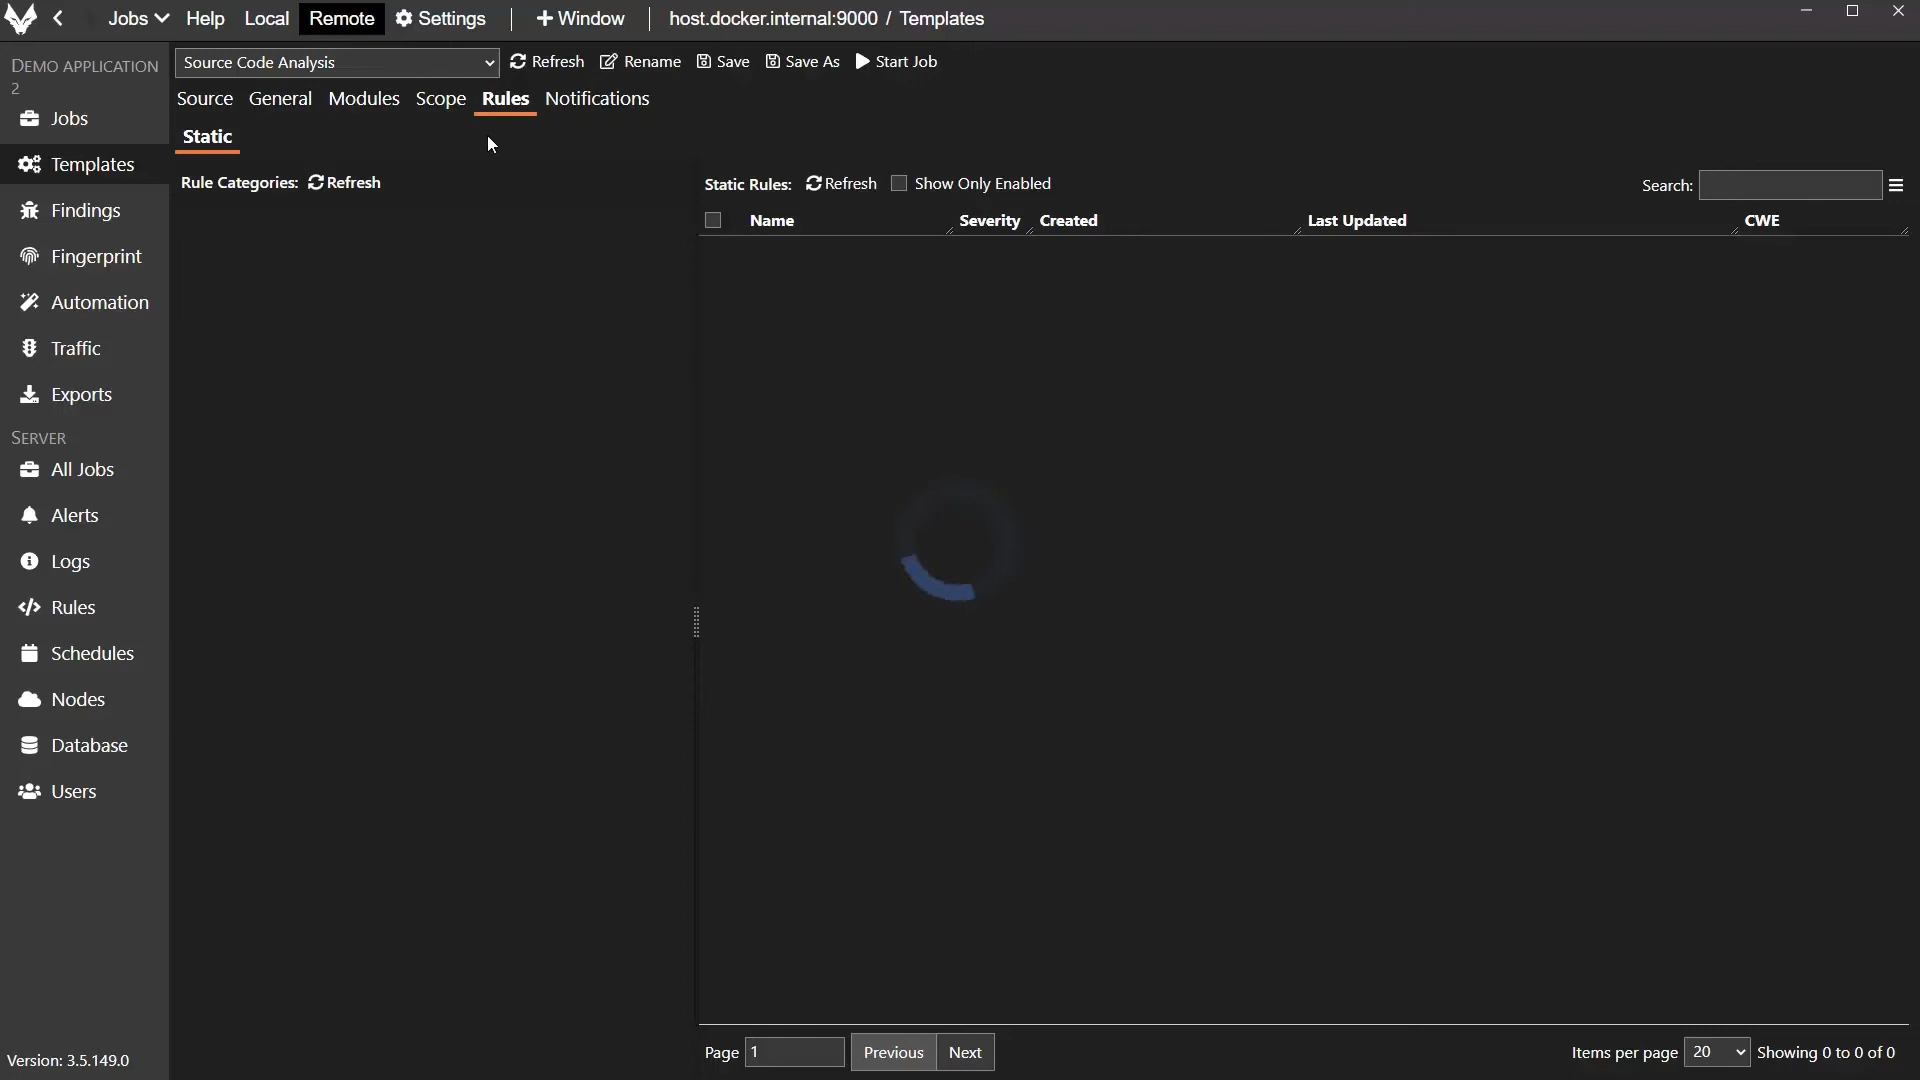 Jobs Help Local Remote Settings + Window host.docker.internal:9000 / Templates
DEMO APPLICATION
2
Jobs
Templates
Findings
Fingerprint
Automation
Traffic
Exports
SERVER
All Jobs
Alerts
Logs
Rules
Schedules
Nodes
Database
Users
Version: 3.5.149.0
Source Code Analysis Refresh Rename Save Save As Start Job
Source General Modules Scope Rules Notifications
Static
Rule Categories: Refresh
Static Rules: Refresh Show Only Enabled Search:
Name Severity Created Last Updated CWE
Page 1 Previous Next Items per page 20 Showing 0 to 0 of 0